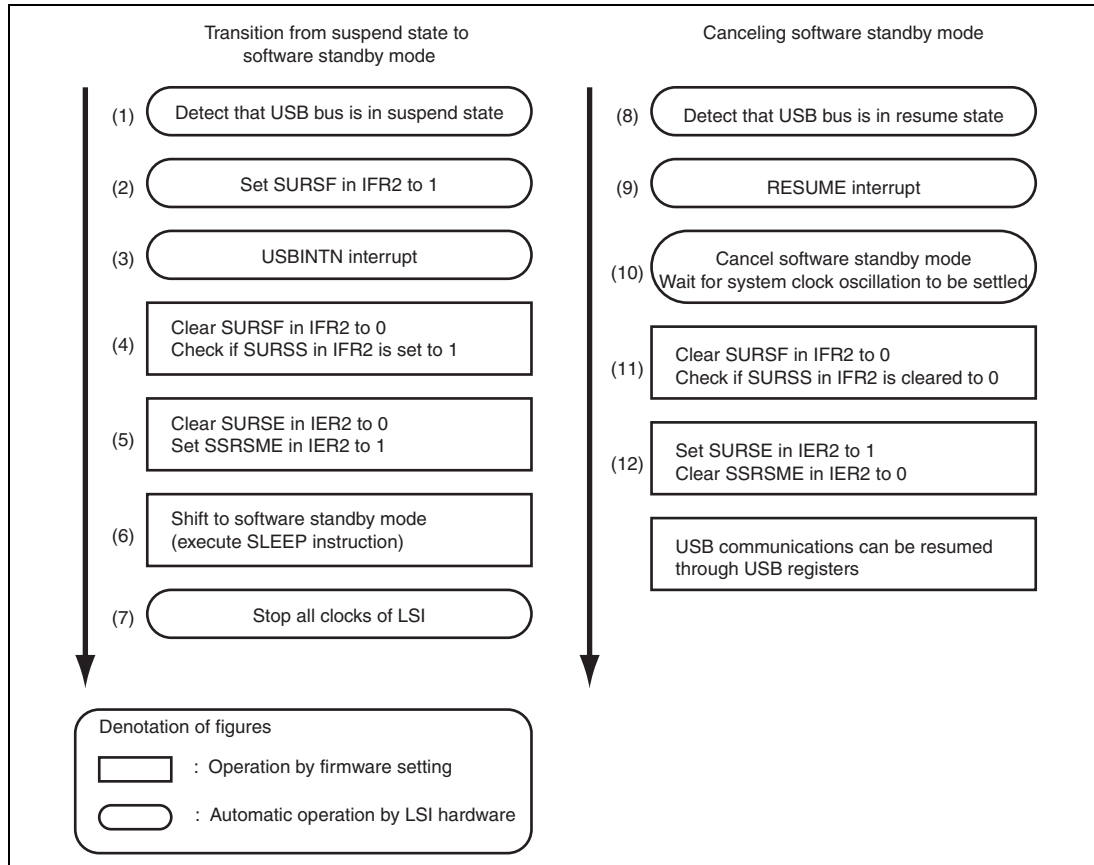 Transition from suspend state to
software standby mode
(1) Detect that USB bus is in suspend state
(2) Set SURSF in IFR2 to 1
(3) USBINTN interrupt
(4) Clear SURSF in IFR2 to 0
Check if SURSS in IFR2 is set to 1
(5) Clear SURSE in IER2 to 0
Set SSRSME in IER2 to 1
(6) Shift to software standby mode
(execute SLEEP instruction)
(7) Stop all clocks of LSI
Canceling software standby mode
(8) Detect that USB bus is in resume state
(9) RESUME interrupt
(10) Cancel software standby mode
Wait for system clock oscillation to be settled
(11) Clear SURSF in IFR2 to 0
Check if SURSS in IFR2 is cleared to 0
(12) Set SURSE in IER2 to 1
Clear SSRSME in IER2 to 0
USB communications can be resumed
through USB registers
Denotation of figures
: Operation by firmware setting
: Automatic operation by LSI hardware